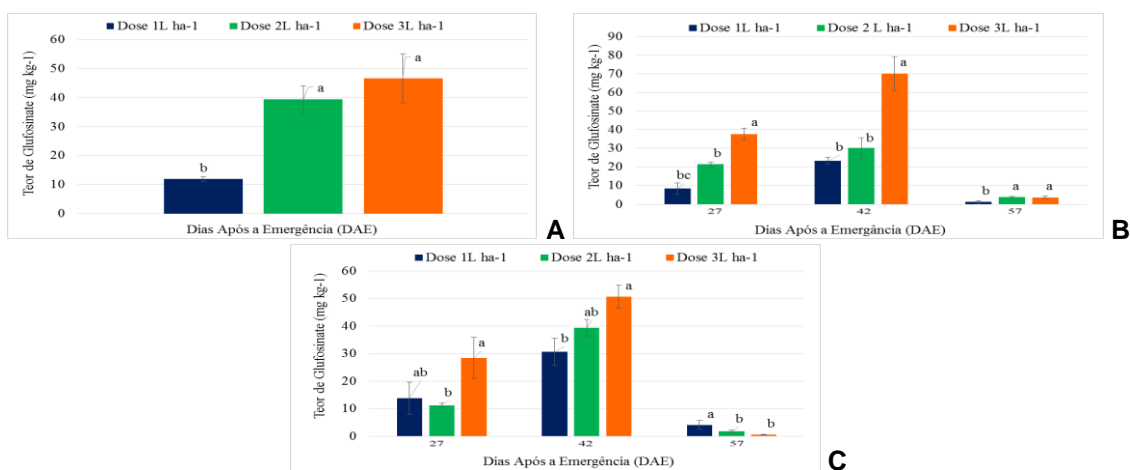 Dose 1L ha-1 Dose 2L ha-1 Dose 3L ha-1
Teor de Glufosinate (mg kg-1)
60
50
40
30
20
10
0
b
a
a
Dias Após a Emergência (DAE)
A
Dose 1L ha-1 Dose 2 L ha-1 Dose 3L ha-1
Teor de Glufosinate (mg kg-1)
90
80
70
60
50
40
30
20
10
0
bc b a
b b a
b a a
27 42 57
Dias Após a Emergância (DAE)
B
Dose 1L ha-1 Dose 2L ha-1 Dose 3L ha-1
Teor de Glufosinate (mg kg-1)
60
50
40
30
20
10
0
ab b a
b ab a
a b b
27 42 57
Dias Após a Emergência (DAE)
C